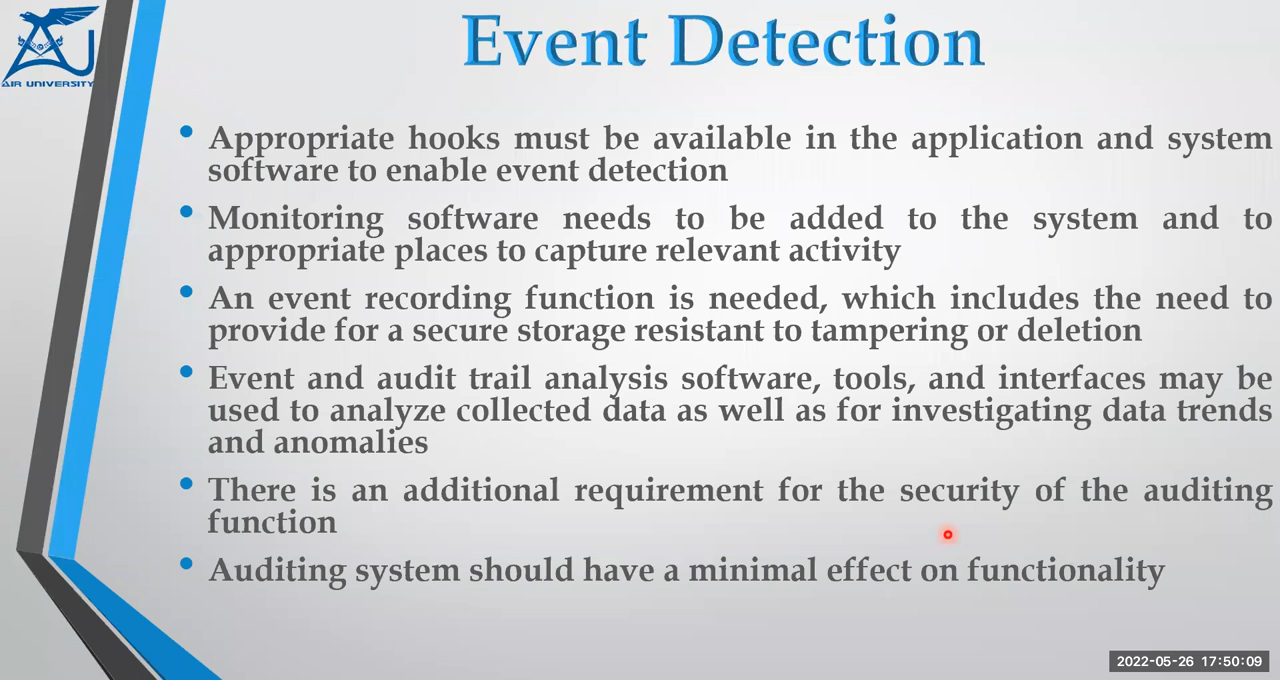 AIR UNIVERSITY
Event Detection
• Appropriate hooks must be available in the application and system
software to enable event detection
• Monitoring software needs to be added to the system and to
appropriate places to capture relevant activity
• An event recording function is needed, which includes the need to
provide for a secure storage resistant to tampering or deletion
• Event and audit trail analysis software, tools, and interfaces may be
used to analyze collected data as well as for investigating data trends
and anomalies
• There is an additional requirement for the security of the auditing
function
• Auditing system should have a minimal effect on functionality
2022-05-26 17:50:09